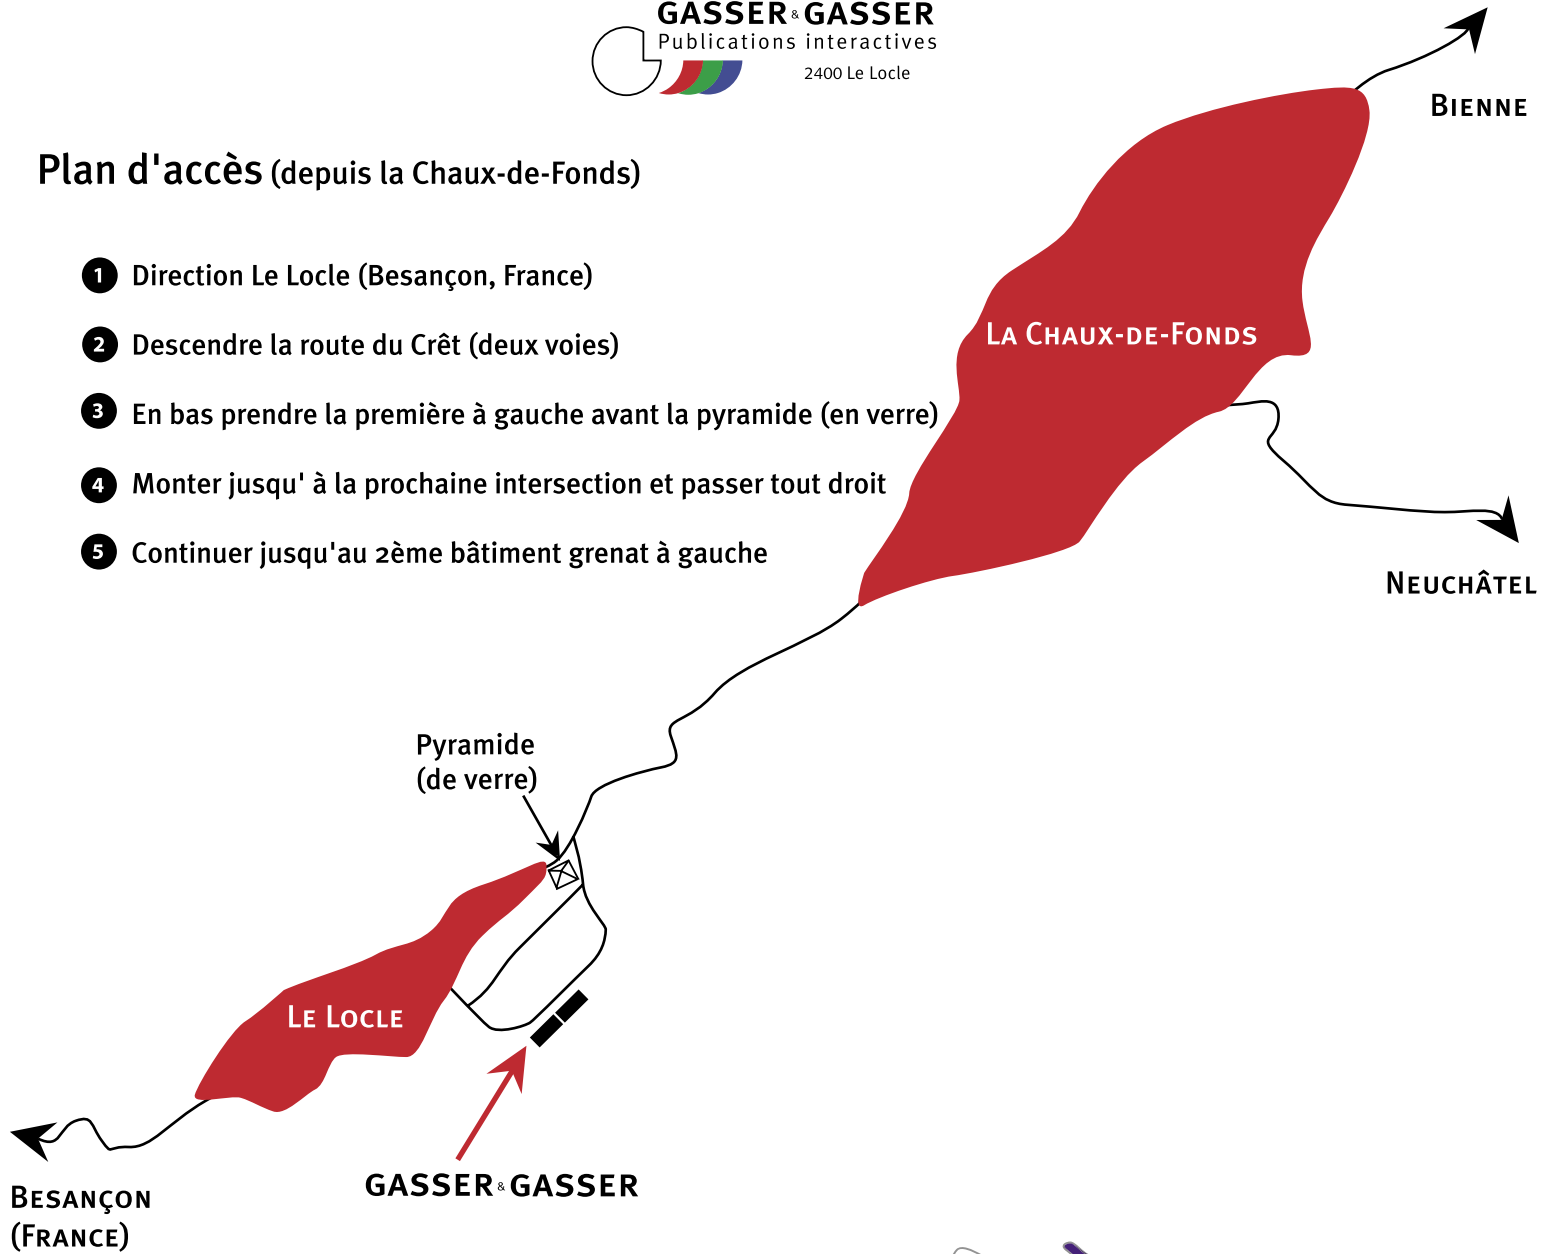 GASSER & GASSER
Publications interactives
2400 Le Locle
BIENNE
Plan d'accès (depuis la Chaux-de-Fonds)
1 Direction Le Locle (Besançon, France)
2 Descendre la route du Crêt (deux voies)
3 En bas prendre la première à gauche avant la pyramide (en verre)
4 Monter jusqu' à la prochaine intersection et passer tout droit
5 Continuer jusqu'au 2ème bâtiment grenat à gauche
LA CHAUX-DE-FONDS
NEUCHÂTEL
Pyramide
(de verre)
LE LOCLE
GASSER & GASSER
BESANÇON
(FRANCE)